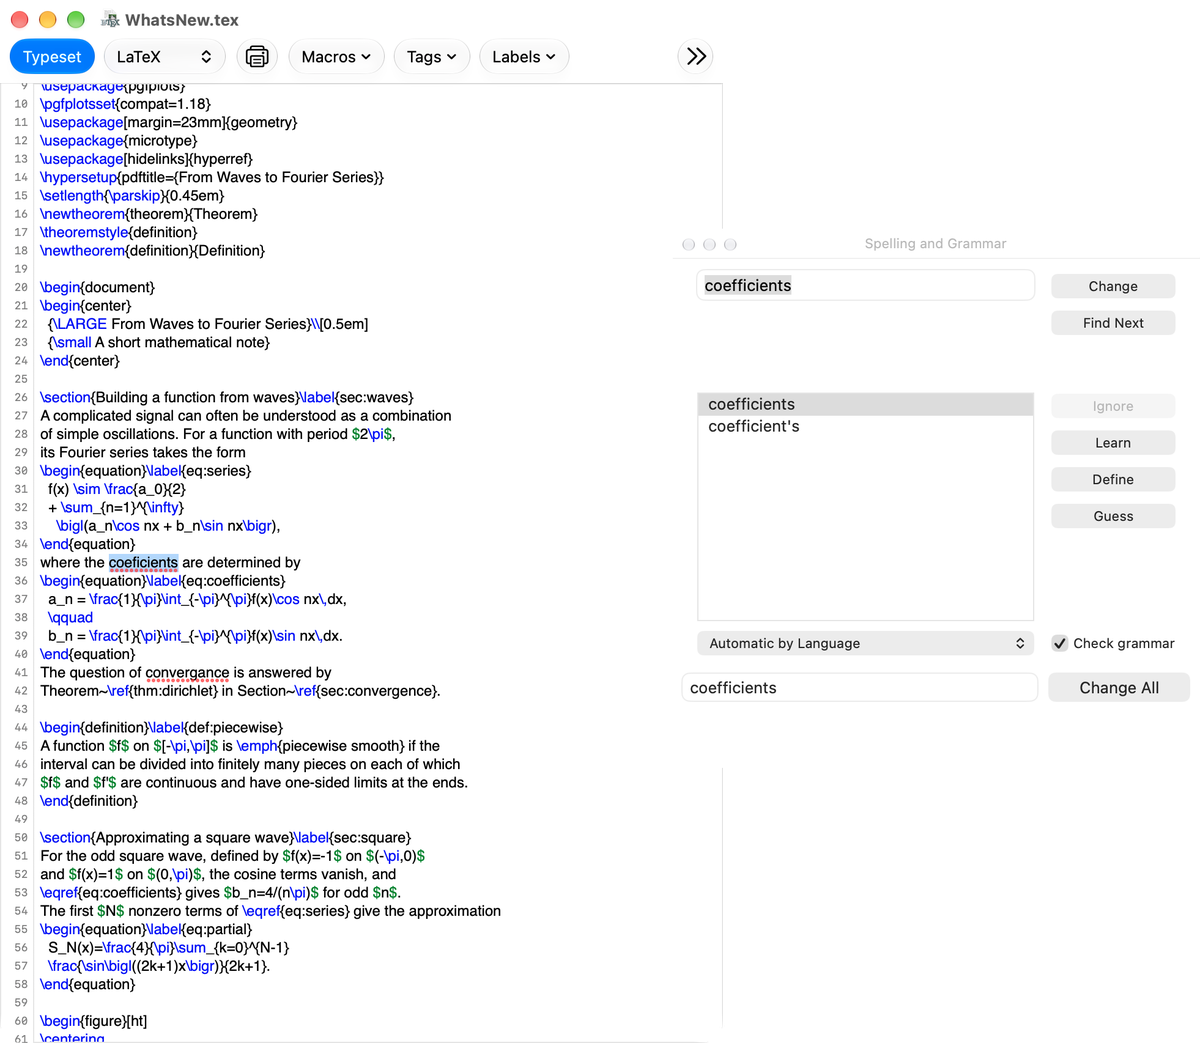 WhatsNew.tex
Typeset
LaTeX
Macros
Tags
Labels
9 \usepackage{pgfplots}
10 \pgfplotsset{compat=1.18}
11 \usepackage[margin=23mm]{geometry}
12 \usepackage{microtype}
13 \usepackage[hidelinks]{hyperref}
14 \hypersetup{pdftitle={From Waves to Fourier Series}}
15 \setlength{\parskip}{0.45em}
16 \newtheorem{theorem}{Theorem}
17 \theoremstyle{definition}
18 \newtheorem{definition}{Definition}
19
20 \begin{document}
21 \begin{center}
22 {\LARGE From Waves to Fourier Series}\\[0.5em]
23 {\small A short mathematical note}
24 \end{center}
25
26 \section{Building a function from waves}\label{sec:waves}
27 A complicated signal can often be understood as a combination
28 of simple oscillations. For a function with period $2\pi$,
29 its Fourier series takes the form
30 \begin{equation}\label{eq:series}
31 f(x) \sim \frac{a_0}{2}
32 + \sum_{n=1}^{\infty}
33 \bigl(a_n\cos nx + b_n\sin nx\bigr),
34 \end{equation}
35 where the coeficients are determined by
36 \begin{equation}\label{eq:coefficients}
37 a_n = \frac{1}{\pi}\int_{-\pi}^{\pi}f(x)\cos nx\,dx,
38 \qquad
39 b_n = \frac{1}{\pi}\int_{-\pi}^{\pi}f(x)\sin nx\,dx.
40 \end{equation}
41 The question of convergance is answered by
42 Theorem~\ref{thm:dirichlet} in Section~\ref{sec:convergence}.
43
44 \begin{definition}\label{def:piecewise}
45 A function $f$ on $[-\pi,\pi]$ is \emph{piecewise smooth} if the
46 interval can be divided into finitely many pieces on each of which
47 $f$ and $f'$ are continuous and have one-sided limits at the ends.
48 \end{definition}
49
50 \section{Approximating a square wave}\label{sec:square}
51 For the odd square wave, defined by $f(x)=-1$ on $(-\pi,0)$
52 and $f(x)=1$ on $(0,\pi)$, the cosine terms vanish, and
53 \eqref{eq:coefficients} gives $b_n=4/(n\pi)$ for odd $n$.
54 The first $N$ nonzero terms of \eqref{eq:series} give the approximation
55 \begin{equation}\label{eq:partial}
56 S_N(x)=\frac{4}{\pi}\sum_{k=0}^{N-1}
57 \frac{\sin\bigl((2k+1)x\bigr)}{2k+1}.
58 \end{equation}
59
60 \begin{figure}[ht]
61 \centering
Spelling and Grammar
coefficients
Change
Find Next
coefficients
coefficient's
Ignore
Learn
Define
Guess
Automatic by Language
Check grammar
coefficients
Change All